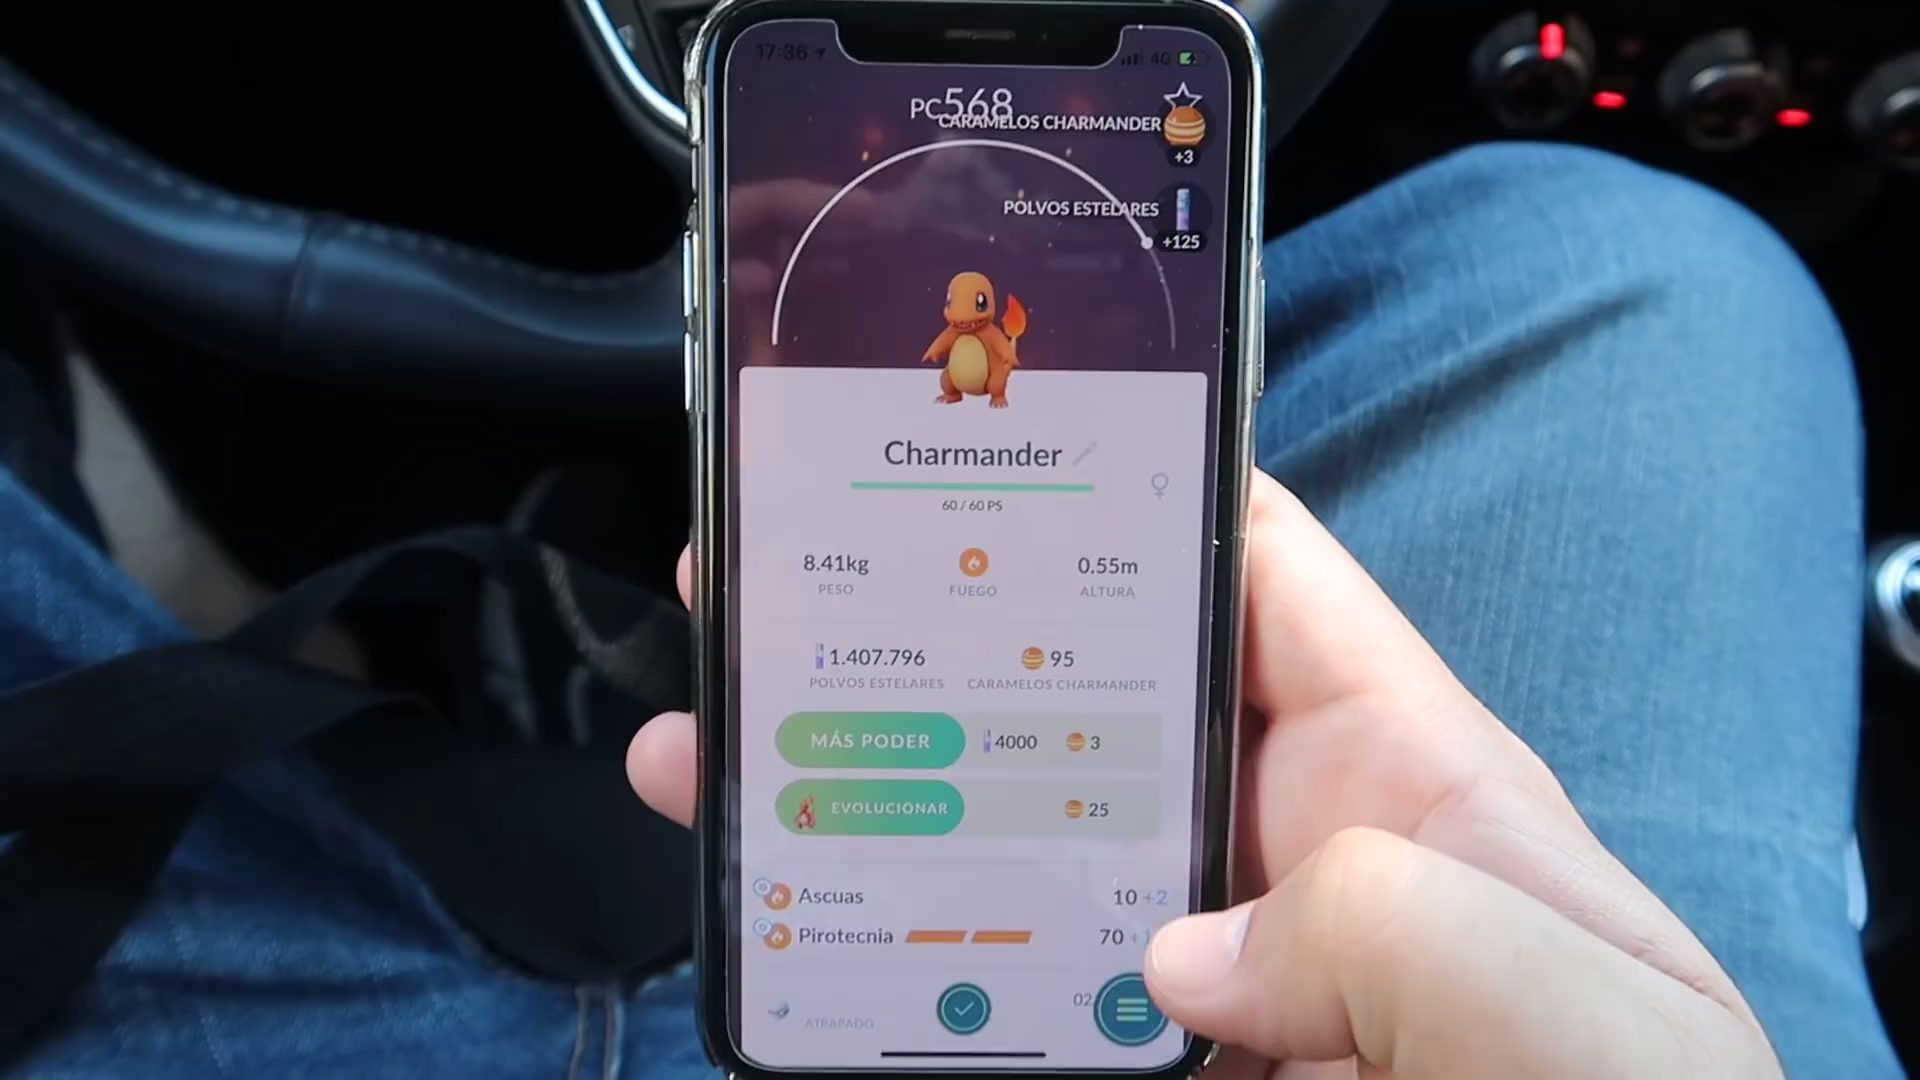 17:36
4G
PC568
CARAMELOS CHARMANDER
+3
POLVOS ESTELARES
+125
Charmander
60 / 60 PS
8.41kg
PESO
FUEGO
0.55m
ALTURA
1.407.796
POLVOS ESTELARES
95
CARAMELOS CHARMANDER
MÁS PODER
4000
3
EVOLUCIONAR
25
Ascuas
10 +2
Pirotecnia
70
ATRAPADO